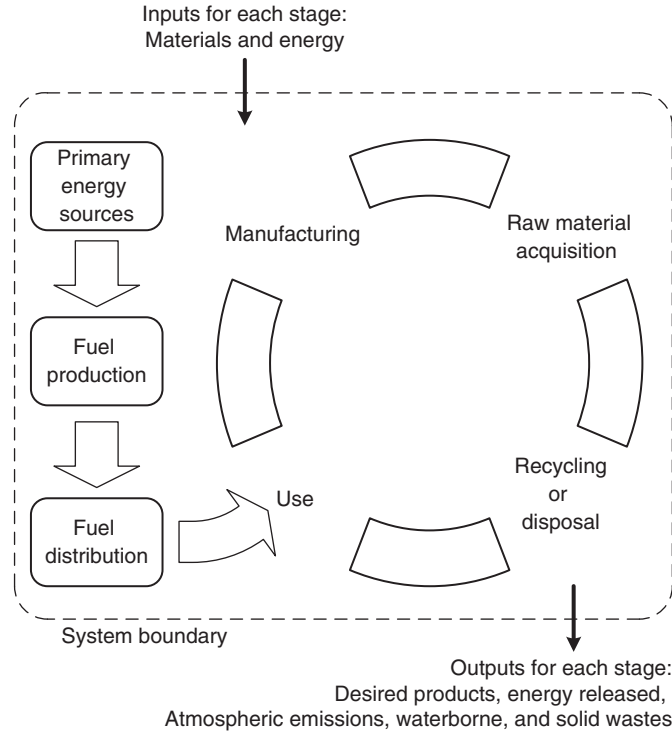 Inputs for each stage:
Materials and energy
Primary
energy
sources
Manufacturing
Raw material
acquisition
Fuel
production
Recycling
or
disposal
Use
Fuel
distribution
System boundary
Outputs for each stage:
Desired products, energy released,
Atmospheric emissions, waterborne, and solid wastes